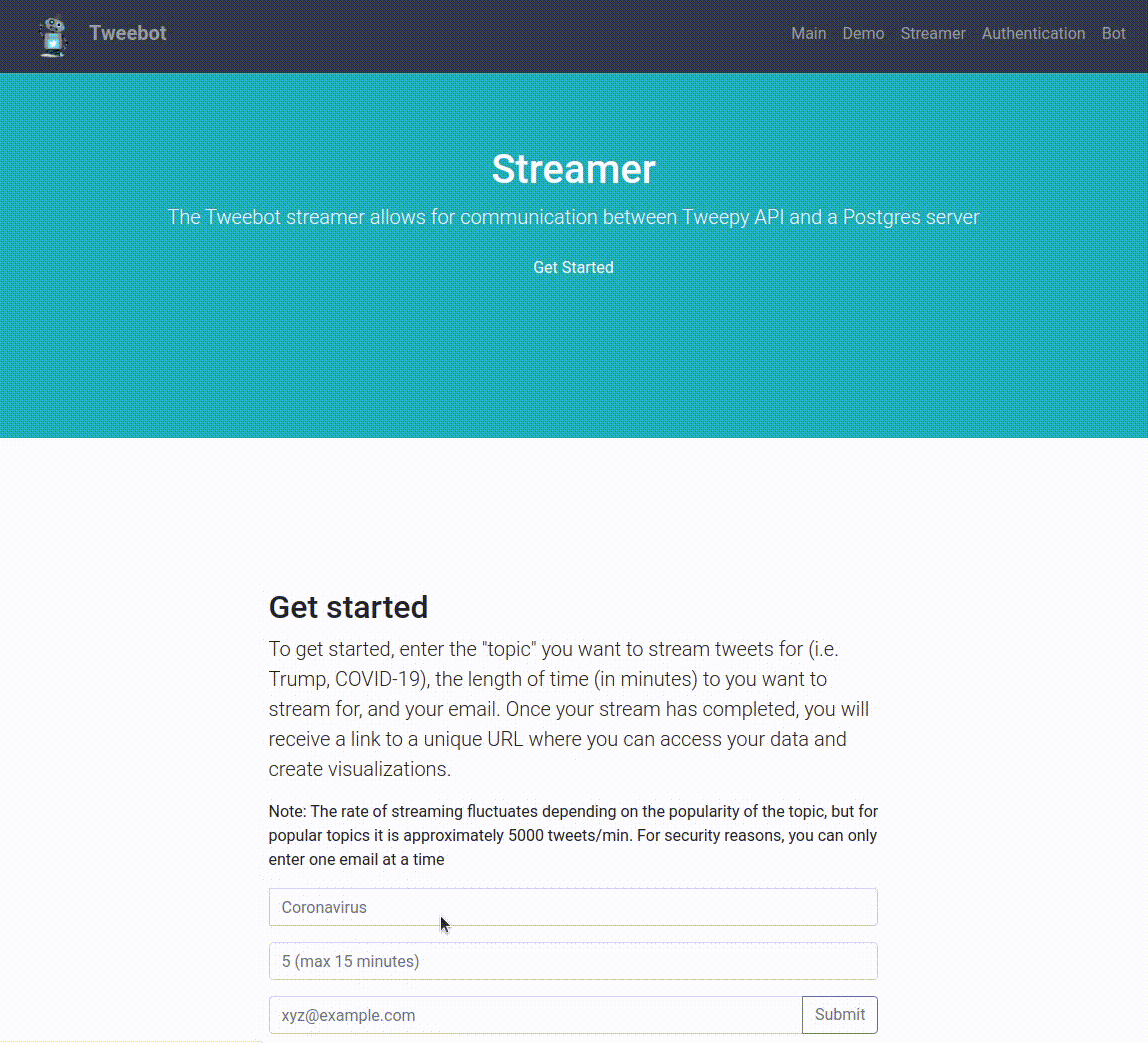 Tweebot
Main Demo Streamer Authentication Bot
Streamer
The Tweebot streamer allows for communication between Tweepy API and a Postgres server
Get Started
Get started
To get started, enter the "topic" you want to stream tweets for (i.e.
Trump, COVID-19), the length of time (in minutes) to you want to
stream for, and your email. Once your stream has completed, you will
receive a link to a unique URL where you can access your data and
create visualizations.
Note: The rate of streaming fluctuates depending on the popularity of the topic, but for
popular topics it is approximately 5000 tweets/min. For security reasons, you can only
enter one email at a time
Coronavirus
5 (max 15 minutes)
xyz@example.com
Submit